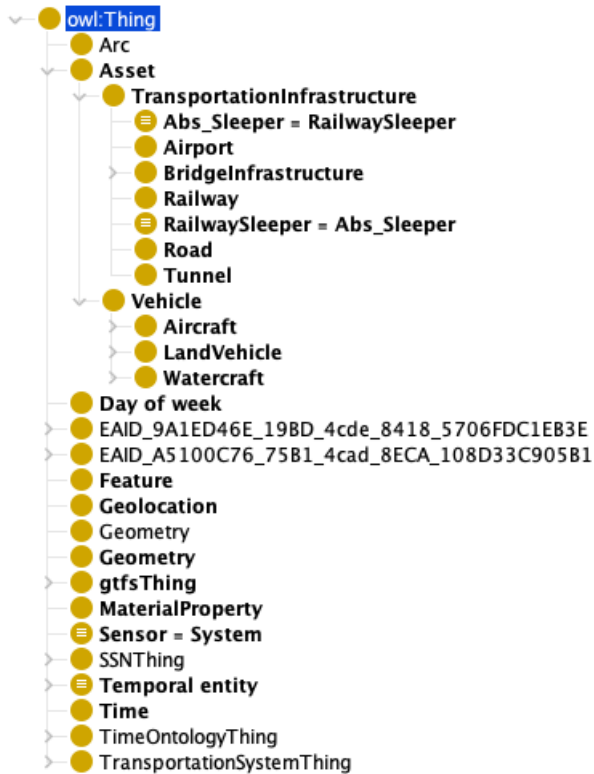 owl:Thing
Arc
Asset
TransportationInfrastructure
Abs_Sleeper = RailwaySleeper
Airport
BridgeInfrastructure
Railway
RailwaySleeper = Abs_Sleeper
Road
Tunnel
Vehicle
Aircraft
LandVehicle
Watercraft
Day of week
EAID_9A1ED46E_19BD_4cde_8418_5706FDC1EB3E
EAID_A5100C76_75B1_4cad_8ECA_108D33C905B1
Feature
Geolocation
Geometry
Geometry
gtfsThing
MaterialProperty
Sensor = System
SSNThing
Temporal entity
Time
TimeOntologyThing
TransportationSystemThing